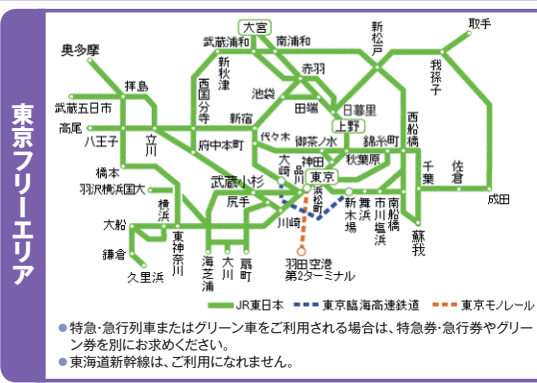 東京フリーエリア
大宮
新松戸
取手
奥多摩
武蔵浦和
南浦和
新秋津
赤羽
我孫子
拝島
西国分寺
池袋
田端
日暮里
武蔵五日市
新宿
上野
西船橋
高尾
八王子
立川
府中本町
代々木
御茶ノ水
錦糸町
秋葉原
神田
橋本
大崎
品川
東京
千葉
佐倉
成田
羽沢横浜国大
武蔵小杉
浜松町
新木場
舞浜
市川塩浜
南船橋
蘇我
横浜
尻手
川崎
大船
東神奈川
鎌倉
久里浜
海芝浦
大川
扇町
羽田空港
第2ターミナル
JR東日本
東京臨海高速鉄道
東京モノレール
●特急・急行列車またはグリーン車をご利用される場合は、特急券・急行券やグリー
ン券を別にお求めください。
●東海道新幹線は、ご利用になれません。